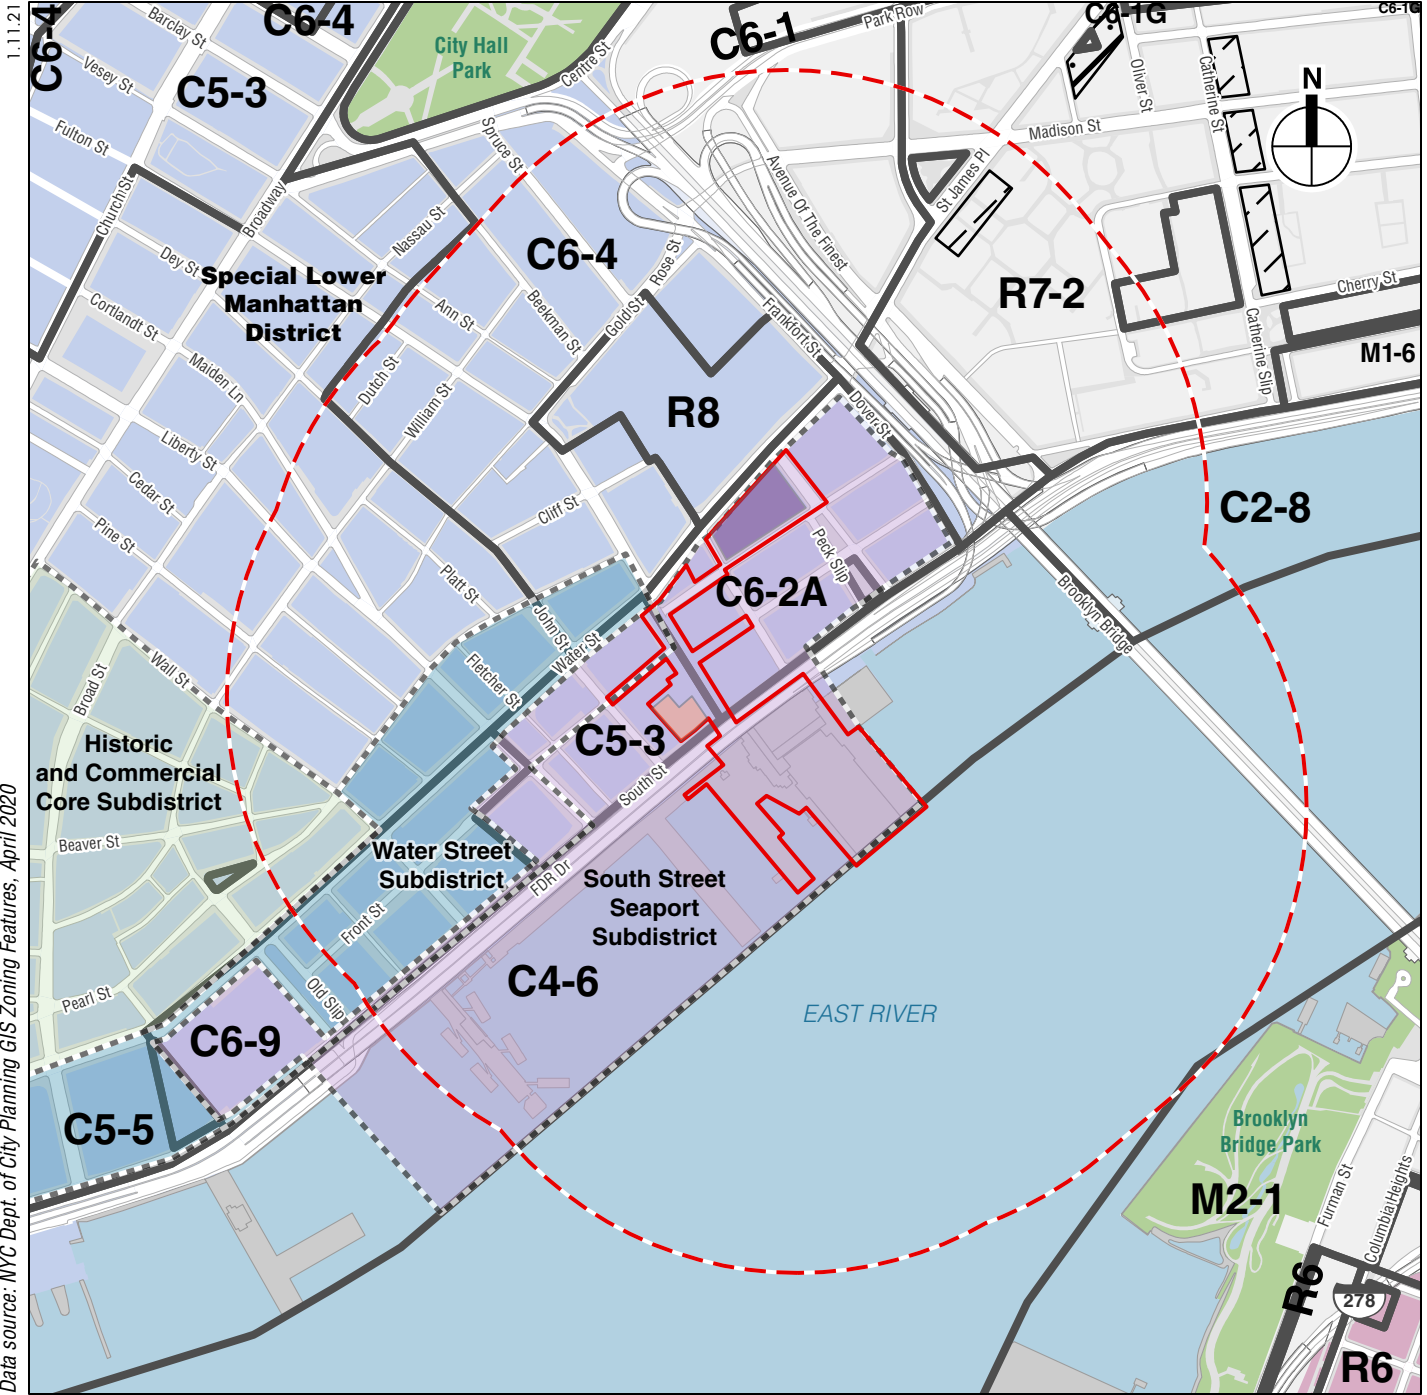 1.11.21
C6-4
Barclay St
C6-4
City Hall
Park
Centre St
C6-1
Park Row
C6-1G
C6-1G
Vesey St
C5-3
Fulton St
Spruce St
Oliver St
Catherine St
Madison St
N
Church St
Broadway
Nassau St
Avenue Of The Finest
St James Pl
Dey St
Special Lower
Manhattan
District
C6-4
Rose St
R7-2
Cherry St
Cortlandt St
Ann St
Beekman St
Gold St
Frankfort St
Catherine Slip
M1-6
Maiden Ln
Dutch St
William St
R8
Dover St
Liberty St
Cedar St
Pine St
Cliff St
C2-8
Peck Slip
Platt St
C6-2A
Brooklyn Bridge
John St
Water St
Wall St
Broad St
Fletcher St
Historic
and Commercial
Core Subdistrict
C5-3
South St
Beaver St
Water Street
Subdistrict
FDR Dr
South Street
Seaport
Subdistrict
Front St
C4-6
EAST RIVER
Pearl St
Old Slip
C6-9
C5-5
Brooklyn
Bridge Park
M2-1
Furman St
Columbia Heights
R6
278
R6
Data source: NYC Dept. of City Planning GIS Zoning Features, April 2020